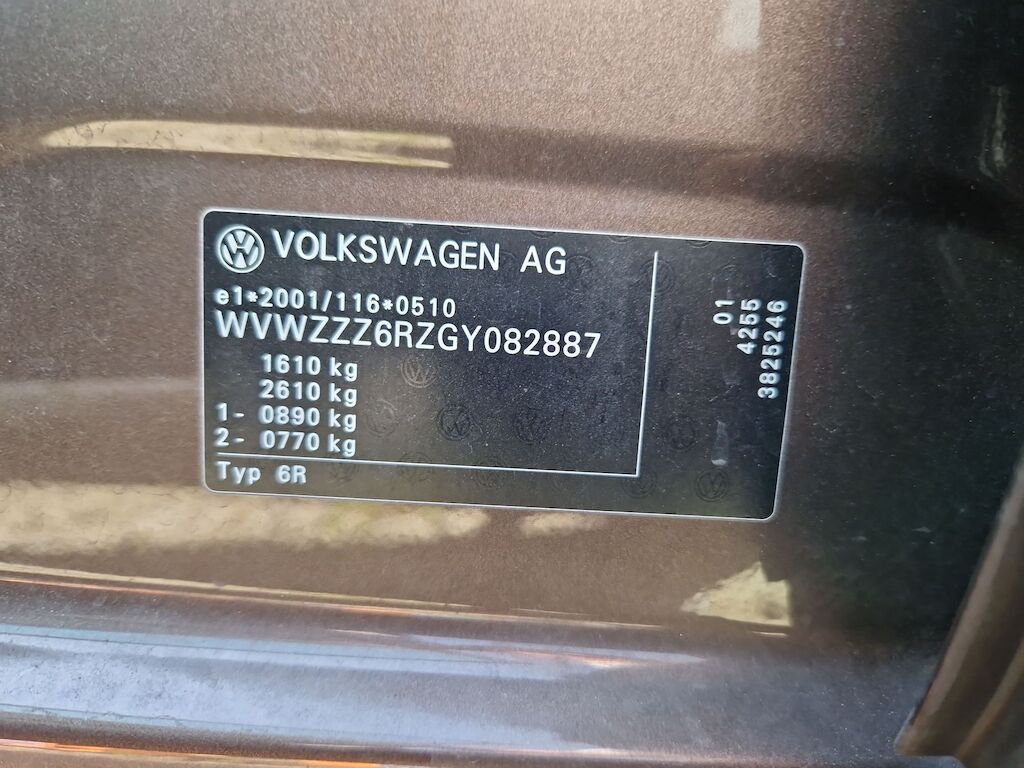 VOLKSWAGEN AG
e1*2001/116*0510
WVWZZZ6RZGY082887
1610 kg
2610 kg
1- 0890 kg
2- 0770 kg
Typ 6R
01
4255
3825246